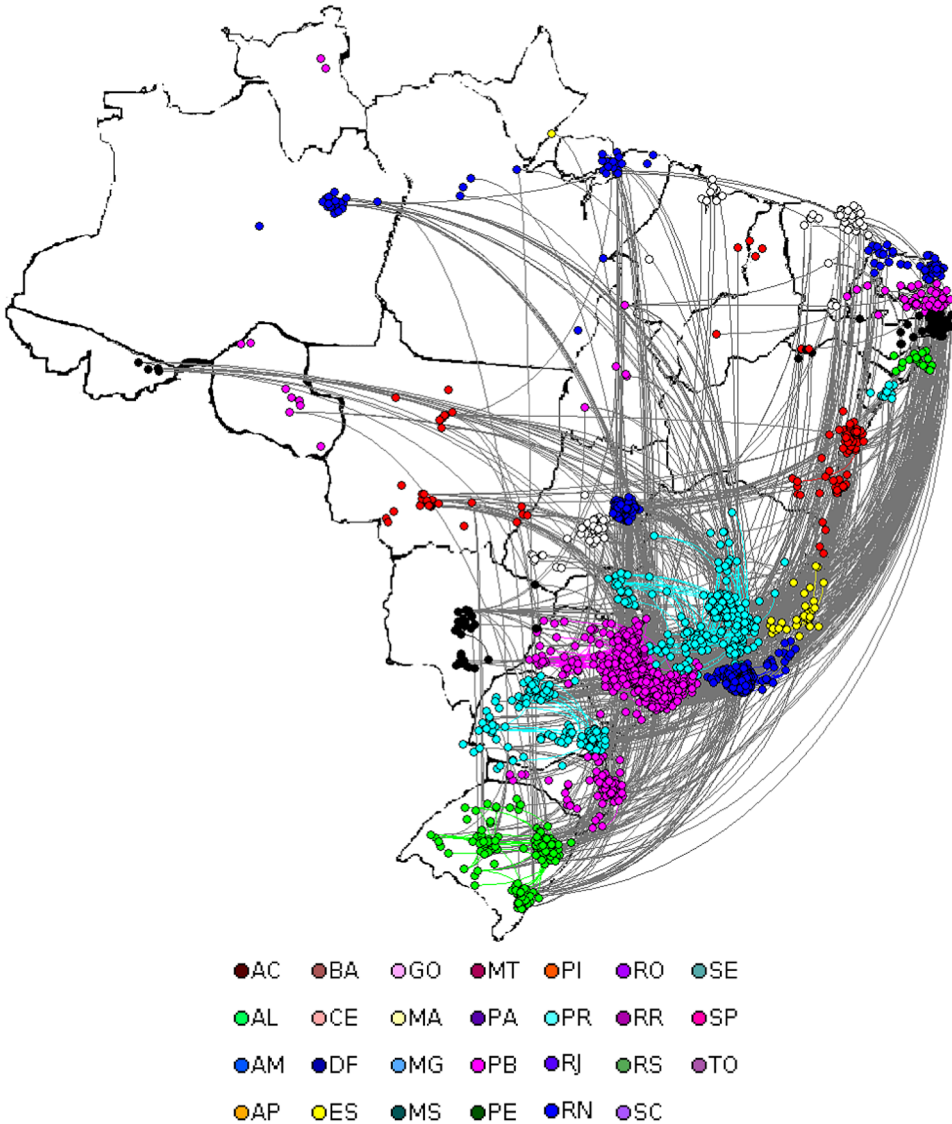 AC BA GO MT PI RO SE
AL CE MA PA PR RR SP
AM DF MG PB RJ RS TO
AP ES MS PE RN SC